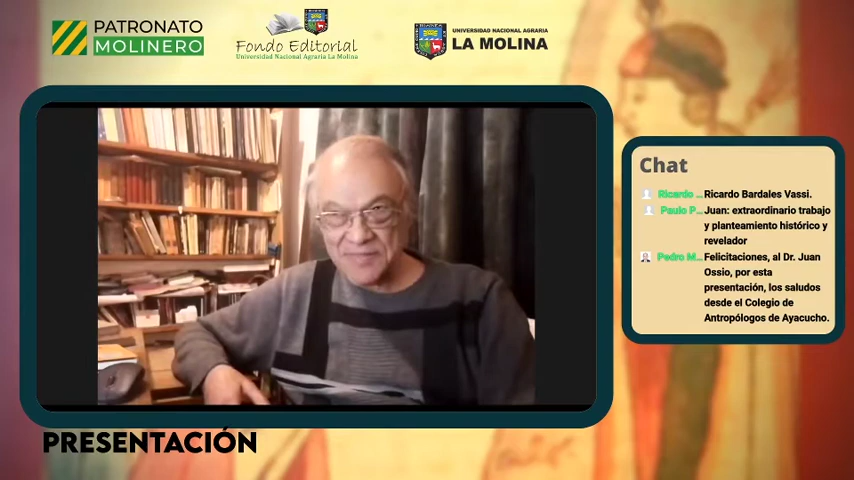 PATRONATO
MOLINERO
Fondo Editorial
Universidad Nacional Agraria La Molina
UNIVERSIDAD NACIONAL AGRARIA
LA MOLINA
Chat
Ricardo ... Ricardo Bardales Vassi.
Paulo P... Juan: extraordinario trabajo
y planteamiento histórico y
revelador
Pedro M... Felicitaciones, al Dr. Juan
Ossio, por esta
presentación, los saludos
desde el Colegio de
Antropólogos de Ayacucho.
PRESENTACIÓN